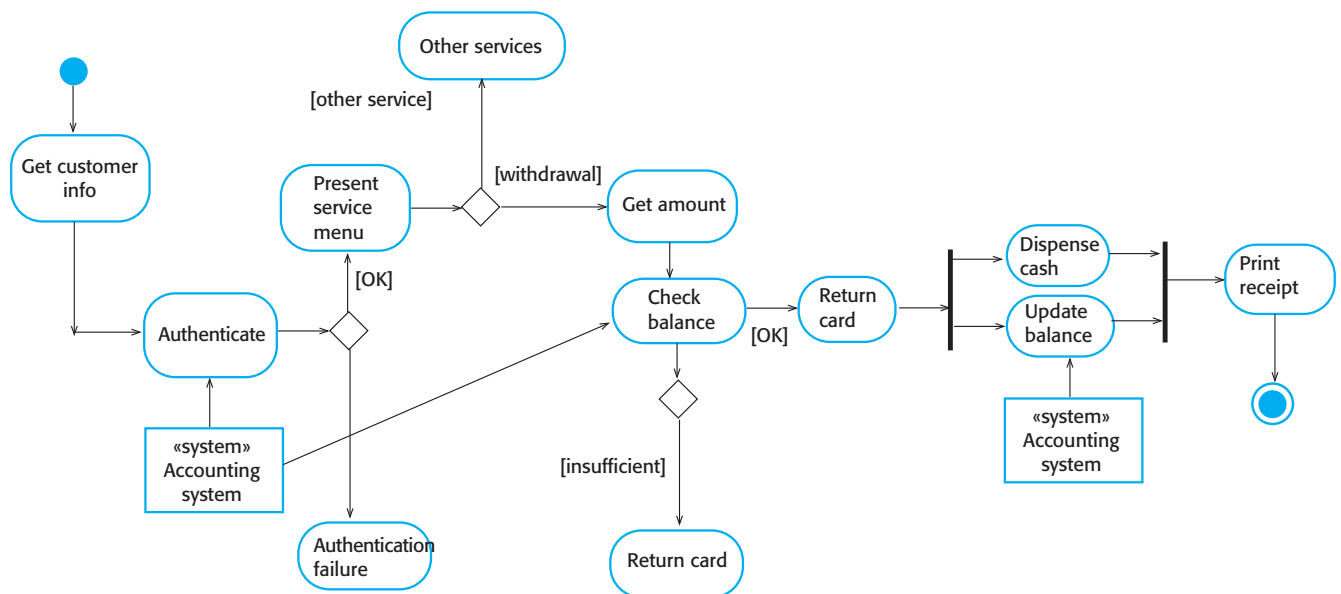 Other services
[other service]
Get customer
info
Present
service
menu
[withdrawal]
Get amount
[OK]
Authenticate
Check
balance
[OK]
Return
card
Dispense
cash
Update
balance
Print
receipt
«system»
Accounting
system
«system»
Accounting
system
[insufficient]
Authentication
failure
Return card